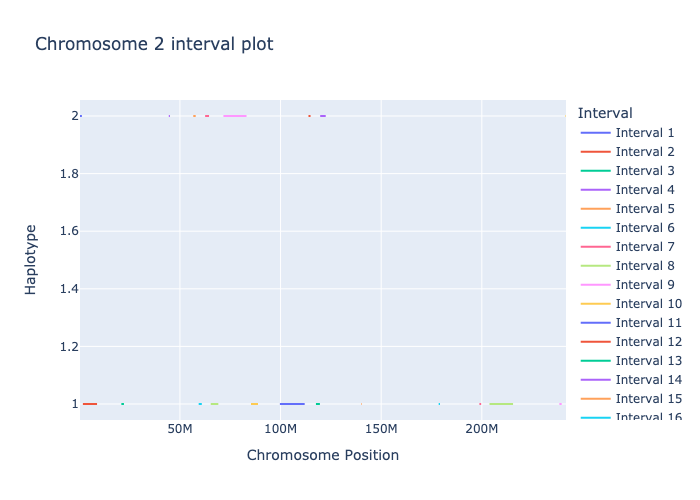 Chromosome 2 interval plot
Interval
Interval 1
Interval 2
Interval 3
Interval 4
Interval 5
Interval 6
Interval 7
Interval 8
Interval 9
Interval 10
Interval 11
Interval 12
Interval 13
Interval 14
Interval 15
Interval 16
2
1.8
1.6
1.4
1.2
1
Haplotype
50M
100M
150M
200M
Chromosome Position